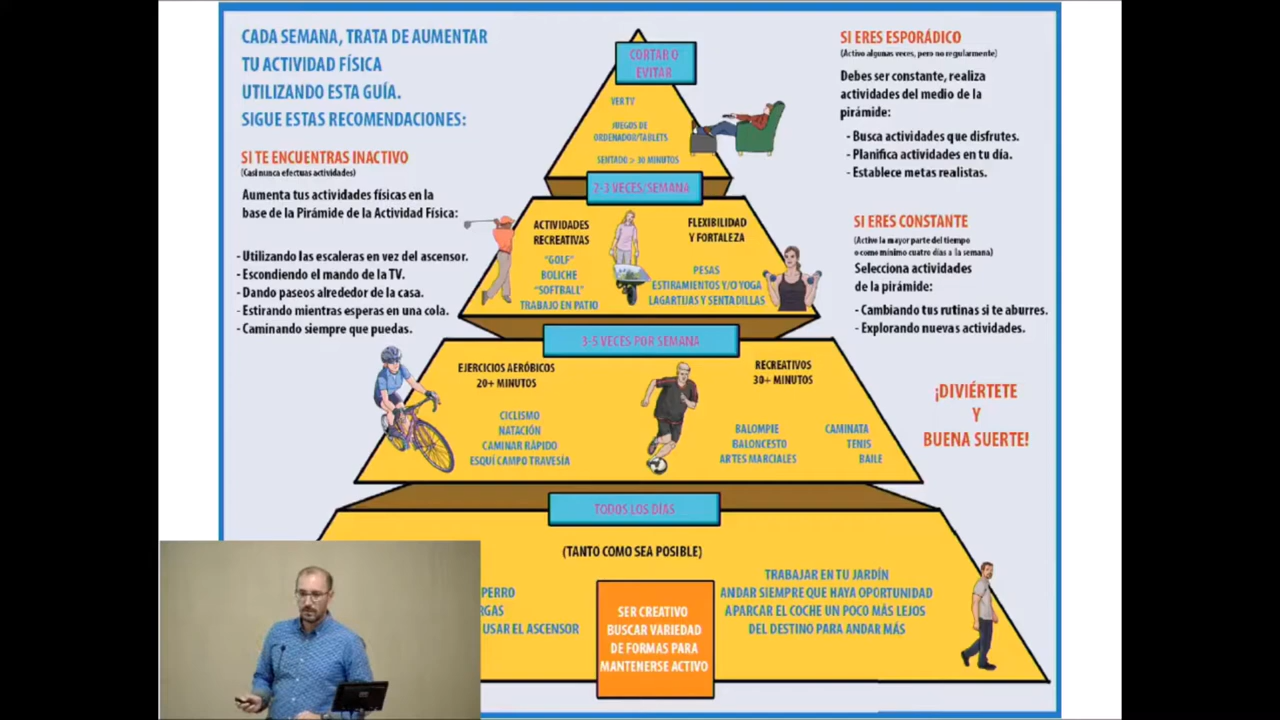 CADA SEMANA, TRATA DE AUMENTAR
TU ACTIVIDAD FÍSICA
UTILIZANDO ESTA GUÍA.
SIGUE ESTAS RECOMENDACIONES:
SI TE ENCUENTRAS INACTIVO
(Casi nunca efectuas actividades)
Aumenta tus actividades físicas en la
base de la Pirámide de la Actividad Física:
- Utilizando las escaleras en vez del ascensor.
- Escondiendo el mando de la TV.
- Dando paseos alrededor de la casa.
- Estirando mientras esperas en una cola.
- Caminando siempre que puedas.
CORTAR O
EVITAR
VER TV
JUEGOS DE
ORDENADOR/TABLETS
SENTADO > 30 MINUTOS
2-3 VECES/SEMANA
ACTIVIDADES
RECREATIVAS
"GOLF"
BOLICHE
"SOFTBALL"
TRABAJO EN PATIO
FLEXIBILIDAD
Y FORTALEZA
PESAS
ESTIRAMIENTOS Y/O YOGA
LAGARTIJAS Y SENTADILLAS
3-5 VECES POR SEMANA
EJERCICIOS AERÓBICOS
20+ MINUTOS
CICLISMO
NATACIÓN
CAMINAR RÁPIDO
ESQUÍ CAMPO TRAVESÍA
RECREATIVOS
30+ MINUTOS
BALOMPIE
BALONCESTO
ARTES MARCIALES
CAMINATA
TENIS
BAILE
TODOS LOS DÍAS
(TANTO COMO SEA POSIBLE)
PERRO
USAR EL ASCENSOR
SER CREATIVO
BUSCAR VARIEDAD
DE FORMAS PARA
MANTENERSE ACTIVO
TRABAJAR EN TU JARDÍN
ANDAR SIEMPRE QUE HAYA OPORTUNIDAD
APARCAR EL COCHE UN POCO MÁS LEJOS
DEL DESTINO PARA ANDAR MÁS
SI ERES ESPORÁDICO
(Activo algunas veces, pero no regularmente)
Debes ser constante, realiza
actividades del medio de la
pirámide:
- Busca actividades que disfrutes.
- Planifica actividades en tu día.
- Establece metas realistas.
SI ERES CONSTANTE
(Activo la mayor parte del tiempo
o como mínimo cuatro días a la semana)
Selecciona actividades
de la pirámide:
- Cambiando tus rutinas si te aburres.
- Explorando nuevas actividades.
¡DIVIÉRTETE
Y
BUENA SUERTE!